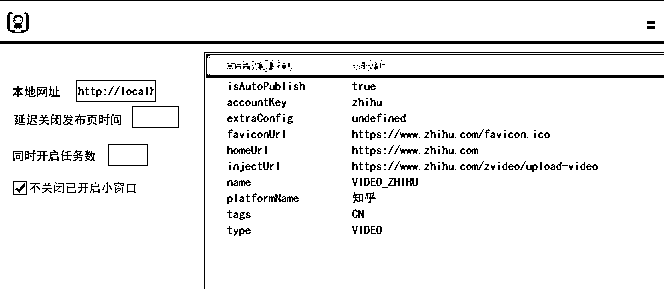 本地网址 http://localh
延迟关闭发布页时间
同时开启任务数
不关闭已开启小窗口
isAutoPublish true
accountKey zhihu
extraConfig undefined
faviconUrl https://www.zhihu.com/favicon.ico
homeUrl https://www.zhihu.com
injectUrl https://www.zhihu.com/zvideo/upload-video
name VIDEO_ZHIHU
platformName 知乎
tags CN
type VIDEO